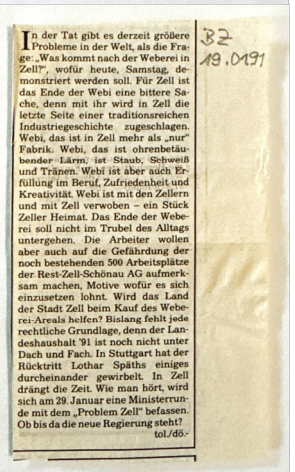 In der Tat gibt es derzeit größere
Probleme in der Welt, als die Fra-
ge: „Was kommt nach der Weberei in
Zell?“, wofür heute, Samstag, de-
monstriert werden soll. Für Zell ist
das Ende der Webi eine bittere Sa-
che, denn mit ihr wird in Zell die
letzte Seite einer traditionsreichen
Industriegeschichte zugeschlagen.
Webi, das ist in Zell mehr als „nur“
Fabrik. Webi, das ist ohrenbetäu-
bender Lärm, ist Staub, Schweiß
und Tränen. Webi ist aber auch Er-
füllung im Beruf, Zufriedenheit und
Kreativität. Webi ist mit den Zellern
und mit Zell verwoben – ein Stück
Zeller Heimat. Das Ende der Webe-
rei soll nicht im Trubel des Alltags
untergehen. Die Arbeiter wollen
aber auch auf die Gefährdung der
noch bestehenden 500 Arbeitsplätze
der Rest-Zell-Schönau AG aufmerk-
sam machen, Motive wofür es sich
einzusetzen lohnt. Wird das Land
der Stadt Zell beim Kauf des Webe-
rei-Areals helfen? Bislang fehlt jede
rechtliche Grundlage, denn der Lan-
deshaushalt '91 ist noch nicht unter
Dach und Fach. In Stuttgart hat der
Rücktritt Lothar Späths einiges
durcheinander gewirbelt. In Zell
drängt die Zeit. Wie man hört, wird
sich am 29. Januar eine Ministerrun-
de mit dem „Problem Zell“ befassen.
Ob bis da die neue Regierung steht?
tol./dö.-
BZ
19.0191